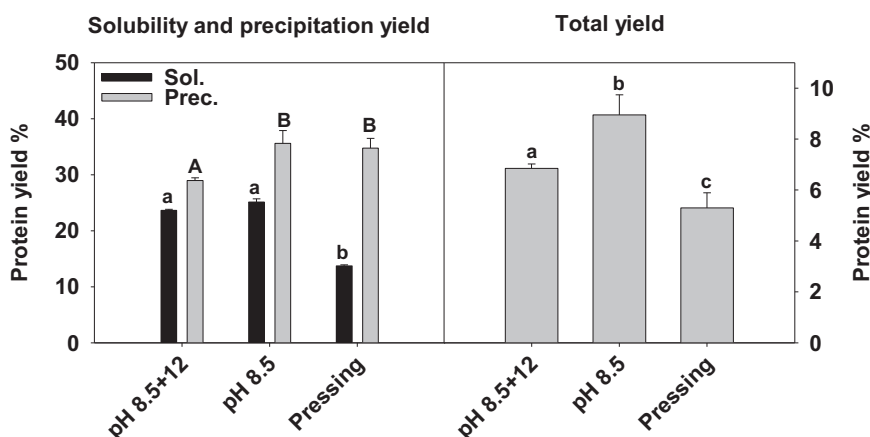 Solubility and precipitation yield
Total yield
Protein yield %
50
40
30
20
10
0
Sol.
Prec.
a
A
a
B
b
B
pH 8.5+12
pH 8.5
Pressing
a
b
c
pH 8.5+12
pH 8.5
Pressing
10
8
6
4
2
0
Protein yield %